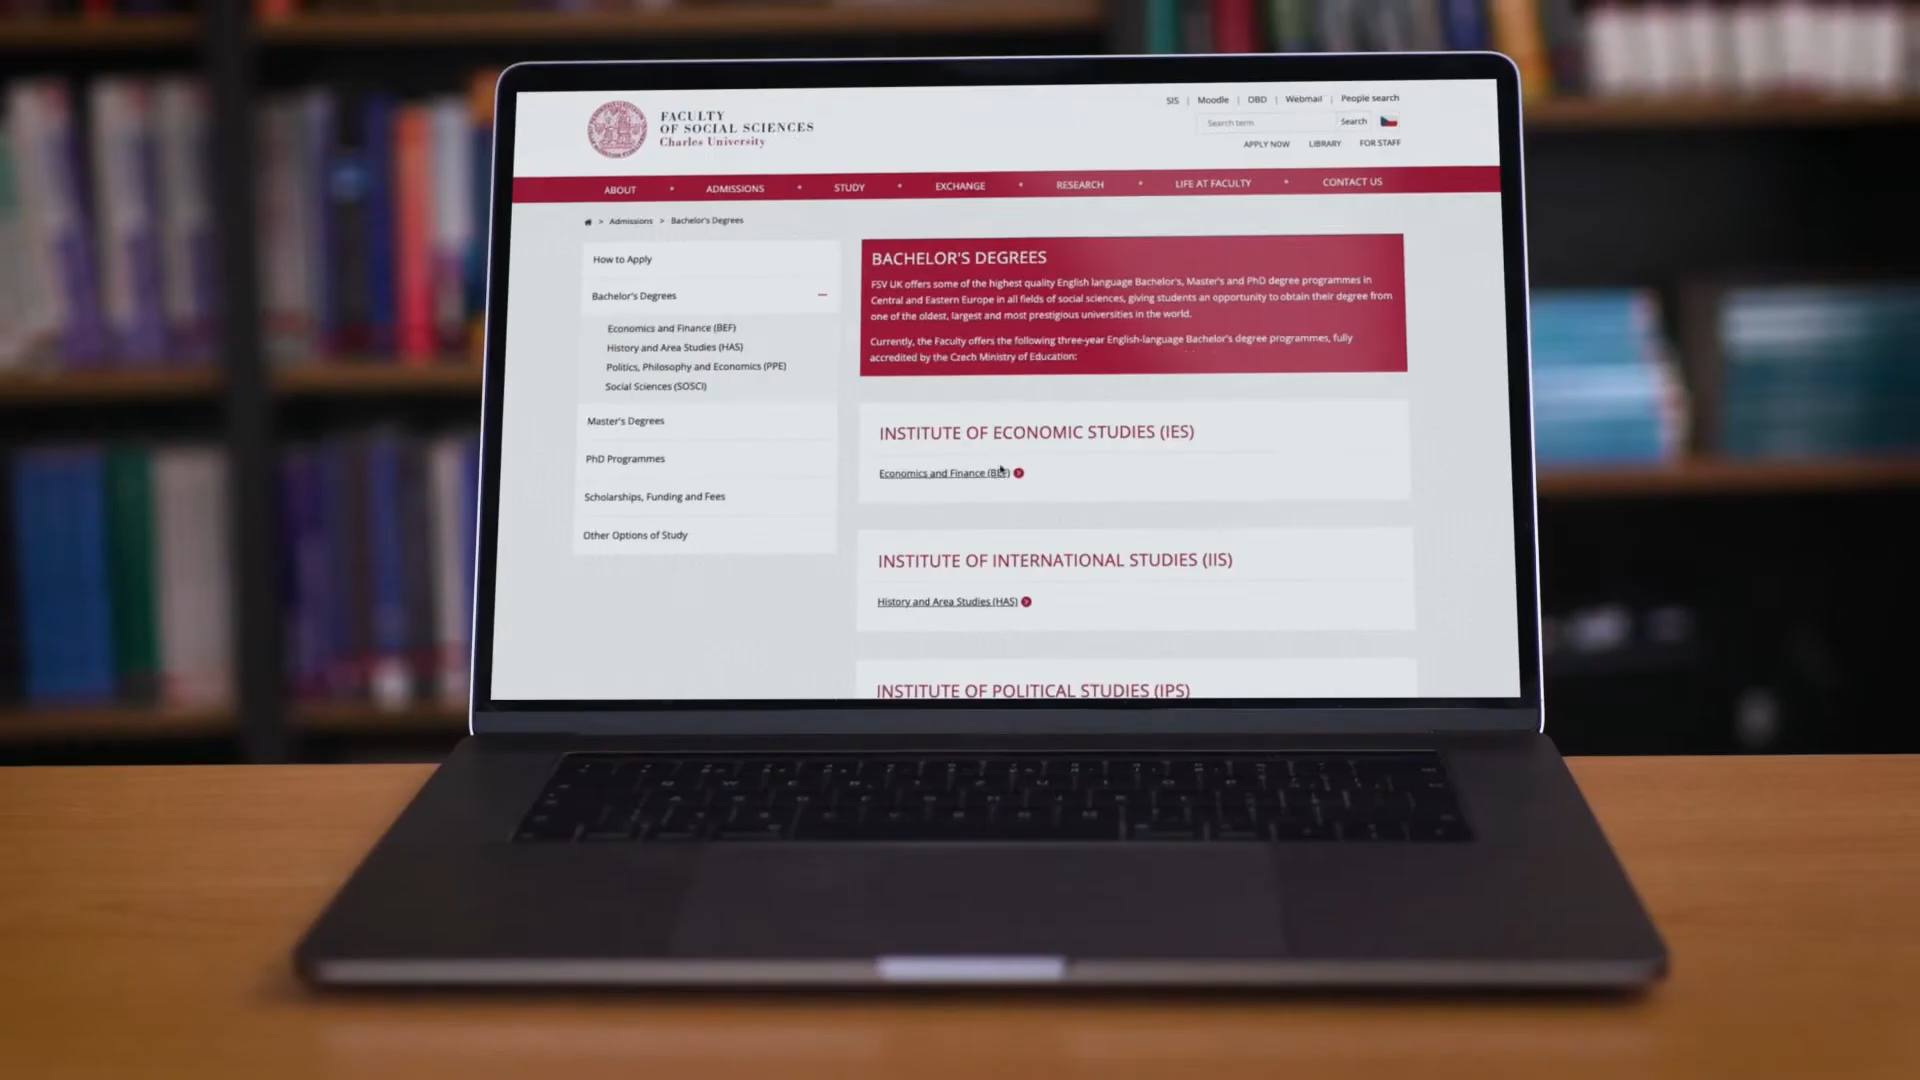 FACULTY
OF SOCIAL SCIENCES
Charles University
SIS | Moodle | OBD | Webmail | People search
Search term
Search
APPLY NOW LIBRARY FOR STAFF
ABOUT • ADMISSIONS • STUDY • EXCHANGE • RESEARCH • LIFE AT FACULTY • CONTACT US
> Admissions > Bachelor's Degrees
How to Apply
Bachelor's Degrees
Economics and Finance (BEF)
History and Area Studies (HAS)
Politics, Philosophy and Economics (PPE)
Social Sciences (SOSCI)
Master's Degrees
PhD Programmes
Scholarships, Funding and Fees
Other Options of Study
BACHELOR'S DEGREES
FSV UK offers some of the highest quality English language Bachelor's, Master's and PhD degree programmes in
Central and Eastern Europe in all fields of social sciences, giving students an opportunity to obtain their degree from
one of the oldest, largest and most prestigious universities in the world.
Currently, the Faculty offers the following three-year English-language Bachelor's degree programmes, fully
accredited by the Czech Ministry of Education:
INSTITUTE OF ECONOMIC STUDIES (IES)
Economics and Finance (BEF)
INSTITUTE OF INTERNATIONAL STUDIES (IIS)
History and Area Studies (HAS)
INSTITUTE OF POLITICAL STUDIES (IPS)